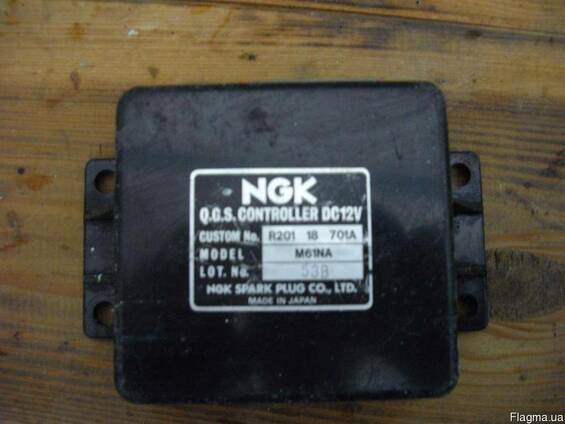 NGK
Q.G.S. CONTROLLER DC12V
CUSTOM No. R201 18 701A
MODEL M61NA
LOT. No. 53B
NGK SPARK PLUG CO., LTD.
MADE IN JAPAN
Flagma.ua